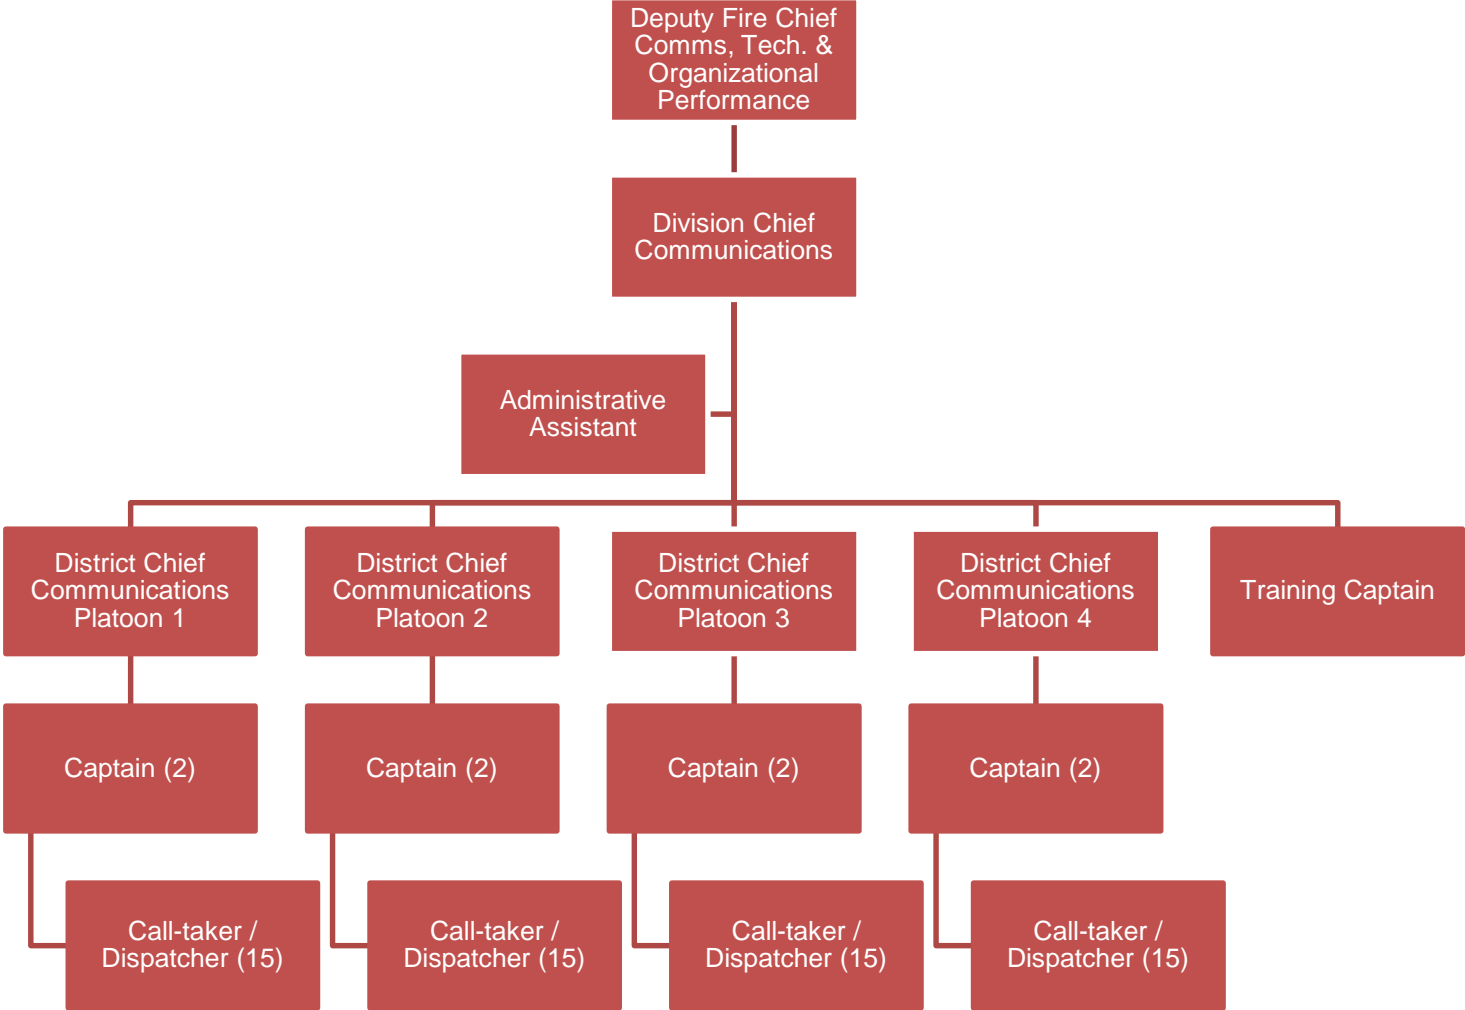 Deputy Fire Chief
Comms, Tech. &
Organizational
Performance
Division Chief
Communications
Administrative
Assistant
District Chief
Communications
Platoon 1
District Chief
Communications
Platoon 2
District Chief
Communications
Platoon 3
District Chief
Communications
Platoon 4
Training Captain
Captain (2)
Captain (2)
Captain (2)
Captain (2)
Call-taker /
Dispatcher (15)
Call-taker /
Dispatcher (15)
Call-taker /
Dispatcher (15)
Call-taker /
Dispatcher (15)